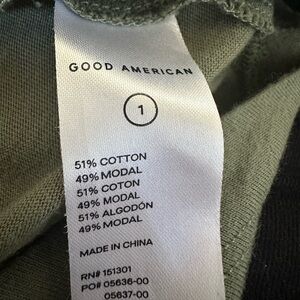 GOOD AMERICAN
1
51% COTTON
49% MODAL
51% COTON
49% MODAL
51% ALGODÓN
49% MODAL
MADE IN CHINA
RN# 151301
PO# 05636-00
05637-00